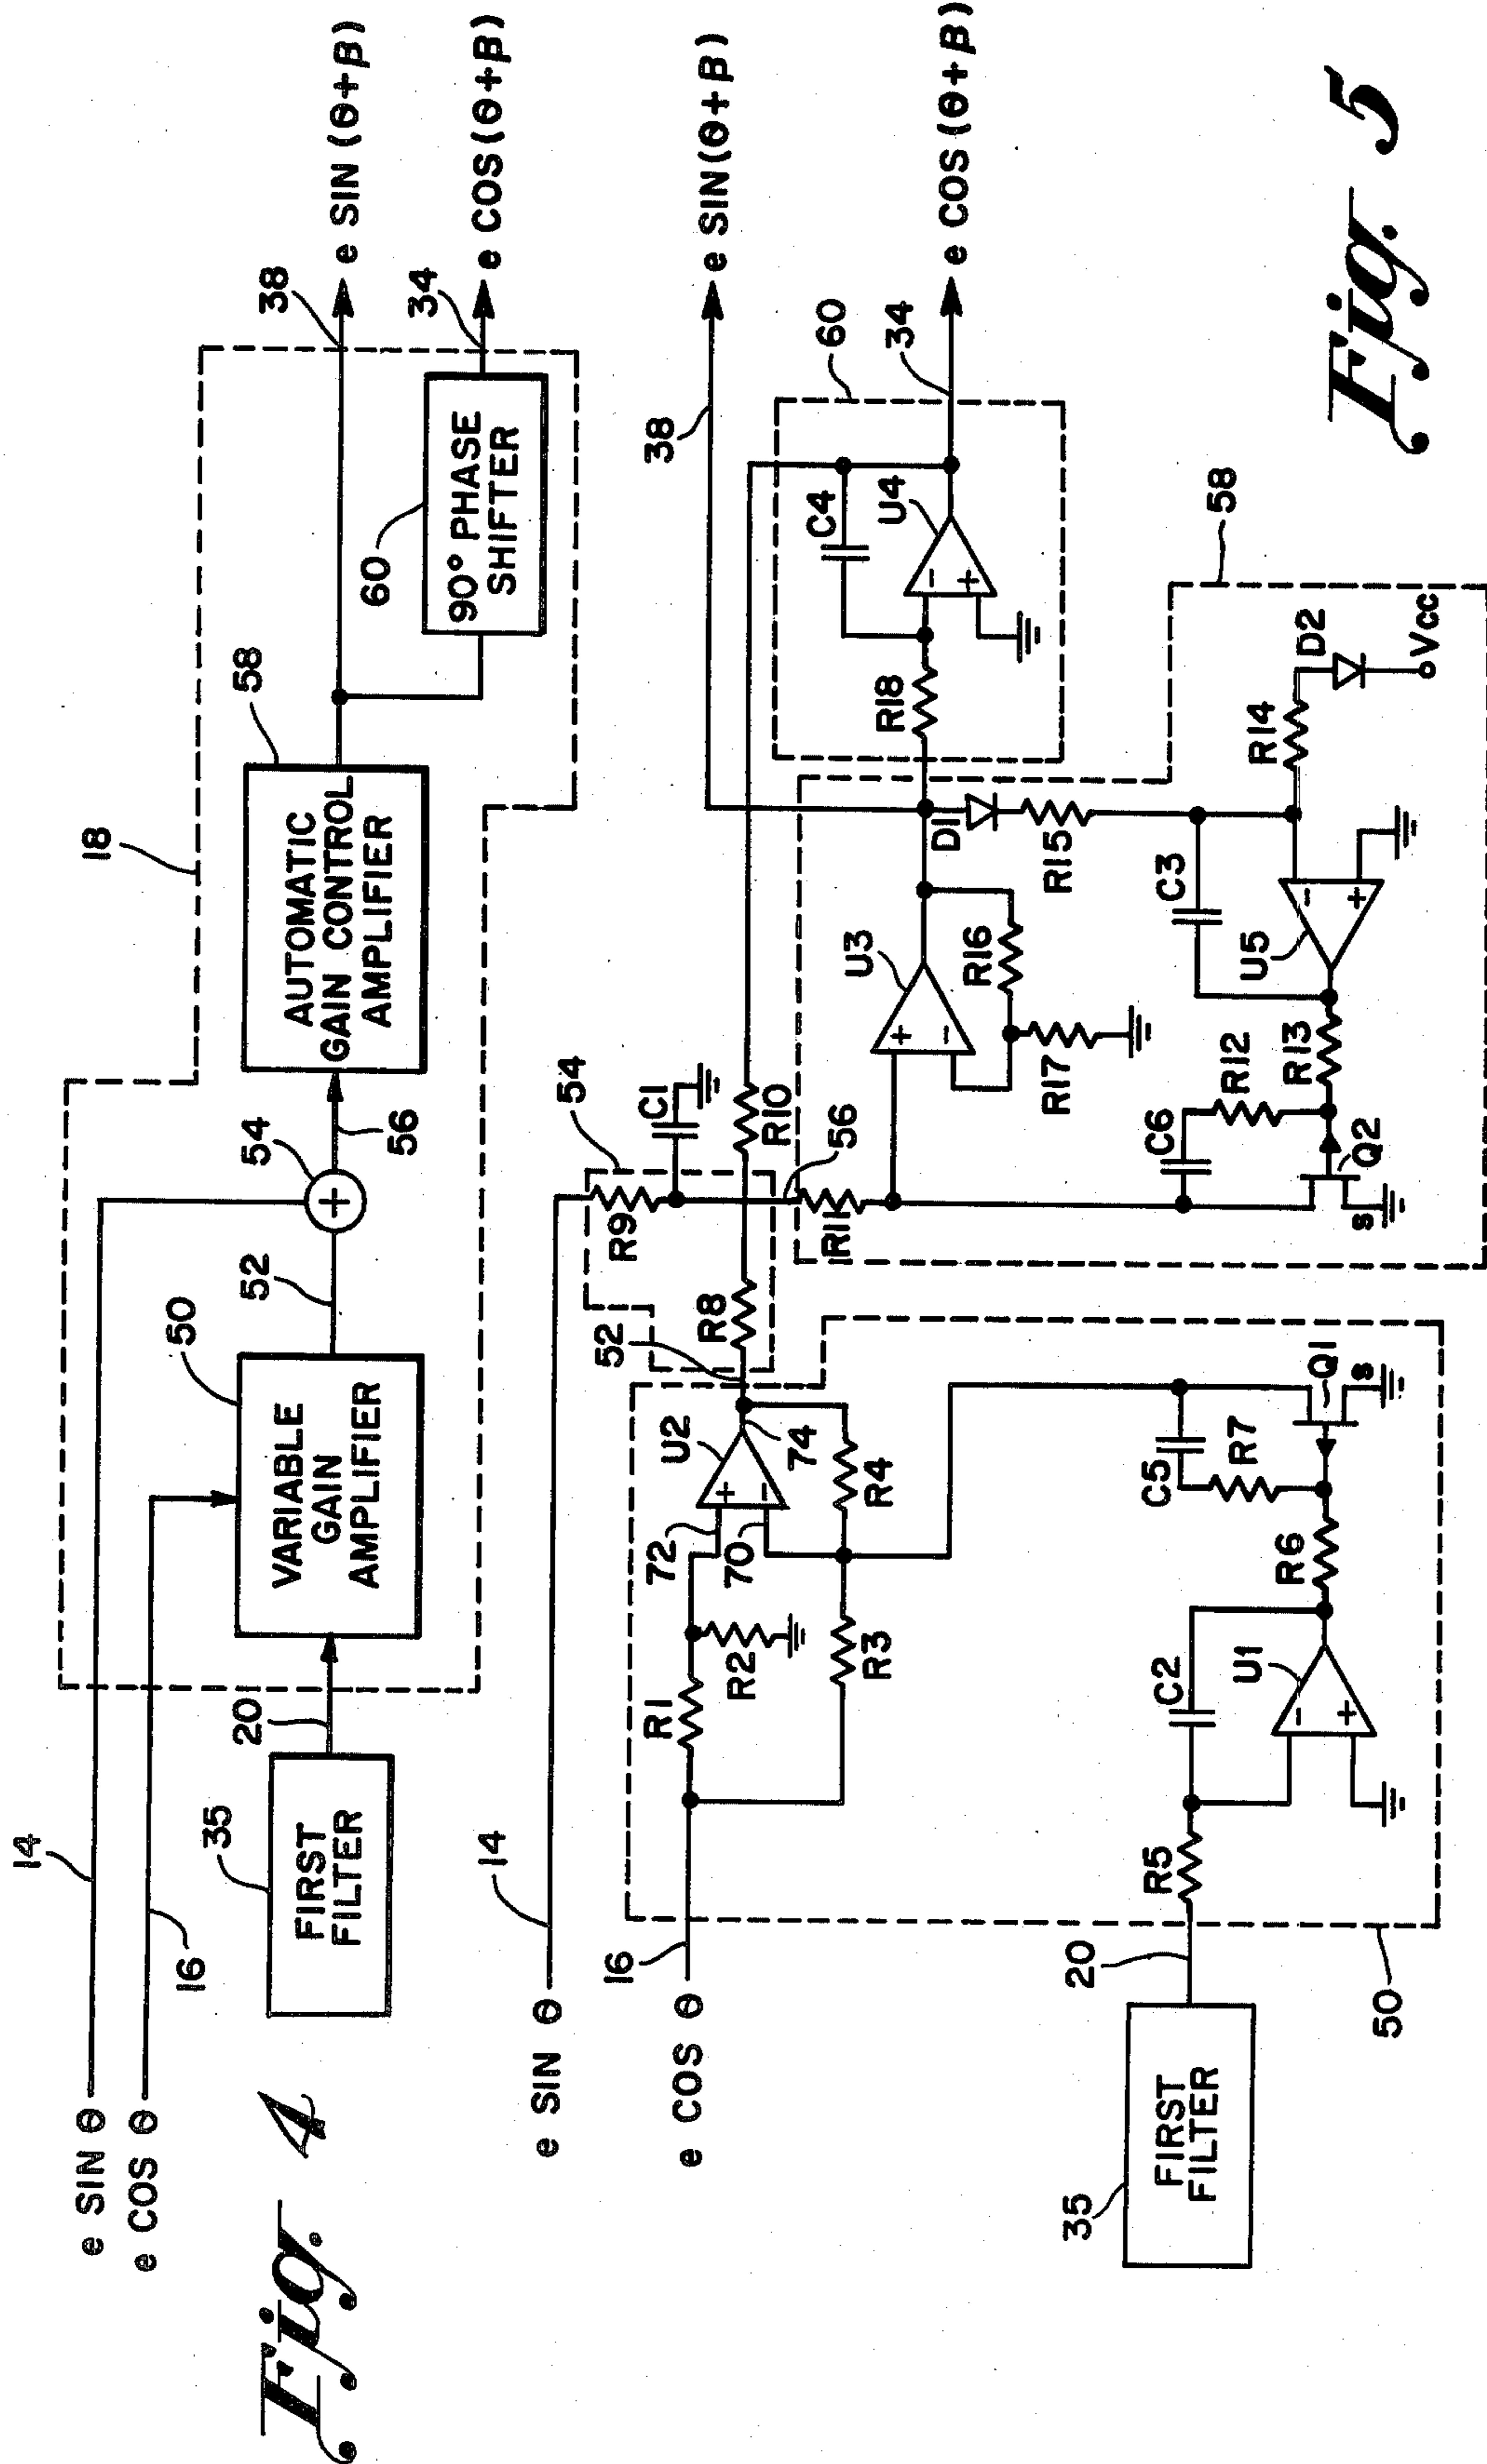 e SIN θ
e COS θ
14
16
35
FIRST
FILTER
20
18
50
VARIABLE
GAIN
AMPLIFIER
52
54
+
56
58
AUTOMATIC
GAIN CONTROL
AMPLIFIER
60
90° PHASE
SHIFTER
38
34
e SIN (θ+β)
e COS (θ+β)
Fig. 4
e SIN θ
14
e COS θ
16
R1
R2
R3
72
70
+
-
U2
74
R4
52
R8
R9
54
C1
R10
56
R11
35
FIRST
FILTER
20
50
R5
C2
U1
-
+
R6
C5
R7
Q1
S
+
-
U3
R16
R17
C6
R12
R13
Q2
S
U5
C3
-
+
D1
R15
R14
D2
Vcc
58
R18
C4
U4
-
+
60
38
34
e SIN (θ+β)
e COS (θ+β)
Fig. 5